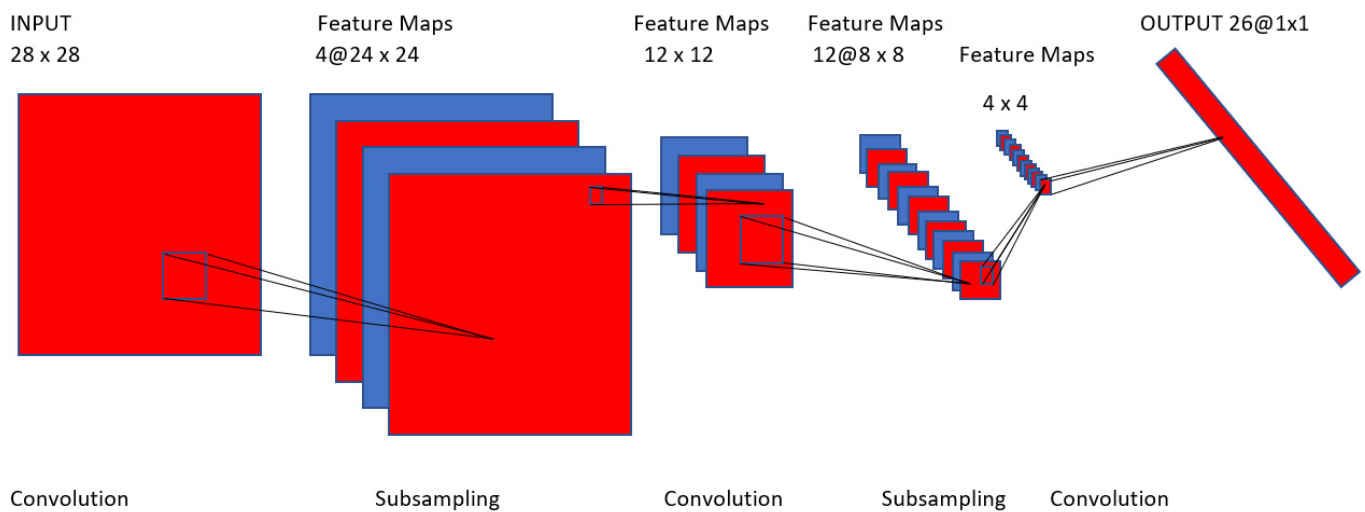 INPUT
28 x 28
Feature Maps
4@24 x 24
Feature Maps
12 x 12
Feature Maps
12@8 x 8
Feature Maps
4 x 4
OUTPUT 26@1x1
Convolution
Subsampling
Convolution
Subsampling
Convolution